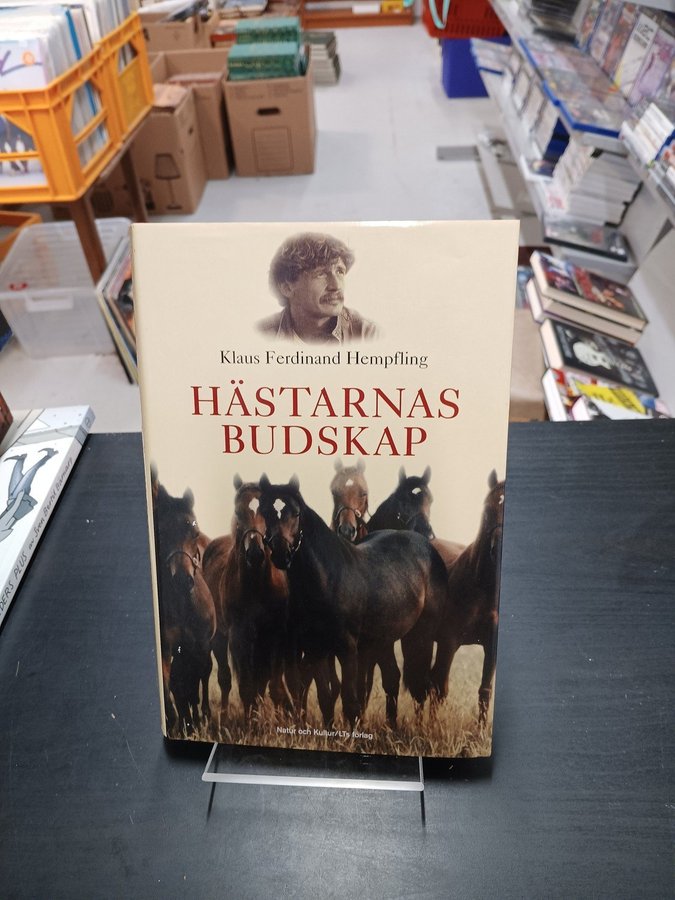 Klaus Ferdinand Hempfling
HÄSTARNAS
BUDSKAP
Natur och Kultur/LTs förlag